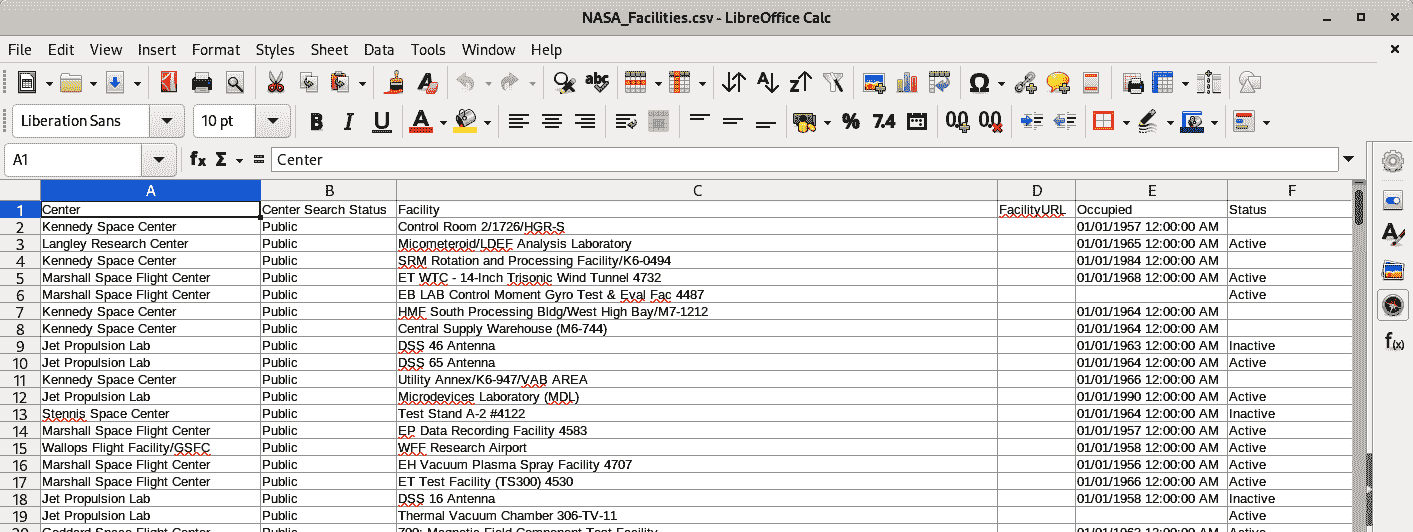 NASA_Facilities.csv - LibreOffice Calc
File Edit View Insert Format Styles Sheet Data Tools Window Help
Liberation Sans 10 pt B I U A % 7.4 0.0 0.0
A1 fx Σ = Center
A B C D E F
1 Center Center Search Status Facility FacilityURL Occupied Status
2 Kennedy Space Center Public Control Room 2/1726/HGR-S 01/01/1957 12:00:00 AM
3 Langley Research Center Public Micometeroid/LDEF Analysis Laboratory 01/01/1965 12:00:00 AM Active
4 Kennedy Space Center Public SRM Rotation and Processing Facility/K6-0494 01/01/1984 12:00:00 AM
5 Marshall Space Flight Center Public ET WTC - 14-Inch Trisonic Wind Tunnel 4732 01/01/1968 12:00:00 AM Active
6 Marshall Space Flight Center Public EB LAB Control Moment Gyro Test & Eval Fac 4487 Active
7 Kennedy Space Center Public HMF South Processing Bldg/West High Bay/M7-1212 01/01/1964 12:00:00 AM
8 Kennedy Space Center Public Central Supply Warehouse (M6-744) 01/01/1964 12:00:00 AM
9 Jet Propulsion Lab Public DSS 46 Antenna 01/01/1963 12:00:00 AM Inactive
10 Jet Propulsion Lab Public DSS 65 Antenna 01/01/1964 12:00:00 AM Active
11 Kennedy Space Center Public Utility Annex/K6-947/VAB AREA 01/01/1966 12:00:00 AM
12 Jet Propulsion Lab Public Microdevices Laboratory (MDL) 01/01/1990 12:00:00 AM Active
13 Stennis Space Center Public Test Stand A-2 #4122 01/01/1964 12:00:00 AM Inactive
14 Marshall Space Flight Center Public EP Data Recording Facility 4583 01/01/1957 12:00:00 AM Active
15 Wallops Flight Facility/GSFC Public WFF Research Airport 01/01/1958 12:00:00 AM Active
16 Marshall Space Flight Center Public EH Vacuum Plasma Spray Facility 4707 01/01/1956 12:00:00 AM Active
17 Marshall Space Flight Center Public ET Test Facility (TS300) 4530 01/01/1966 12:00:00 AM Active
18 Jet Propulsion Lab Public DSS 16 Antenna 01/01/1958 12:00:00 AM Inactive
19 Jet Propulsion Lab Public Thermal Vacuum Chamber 306-TV-11 Active